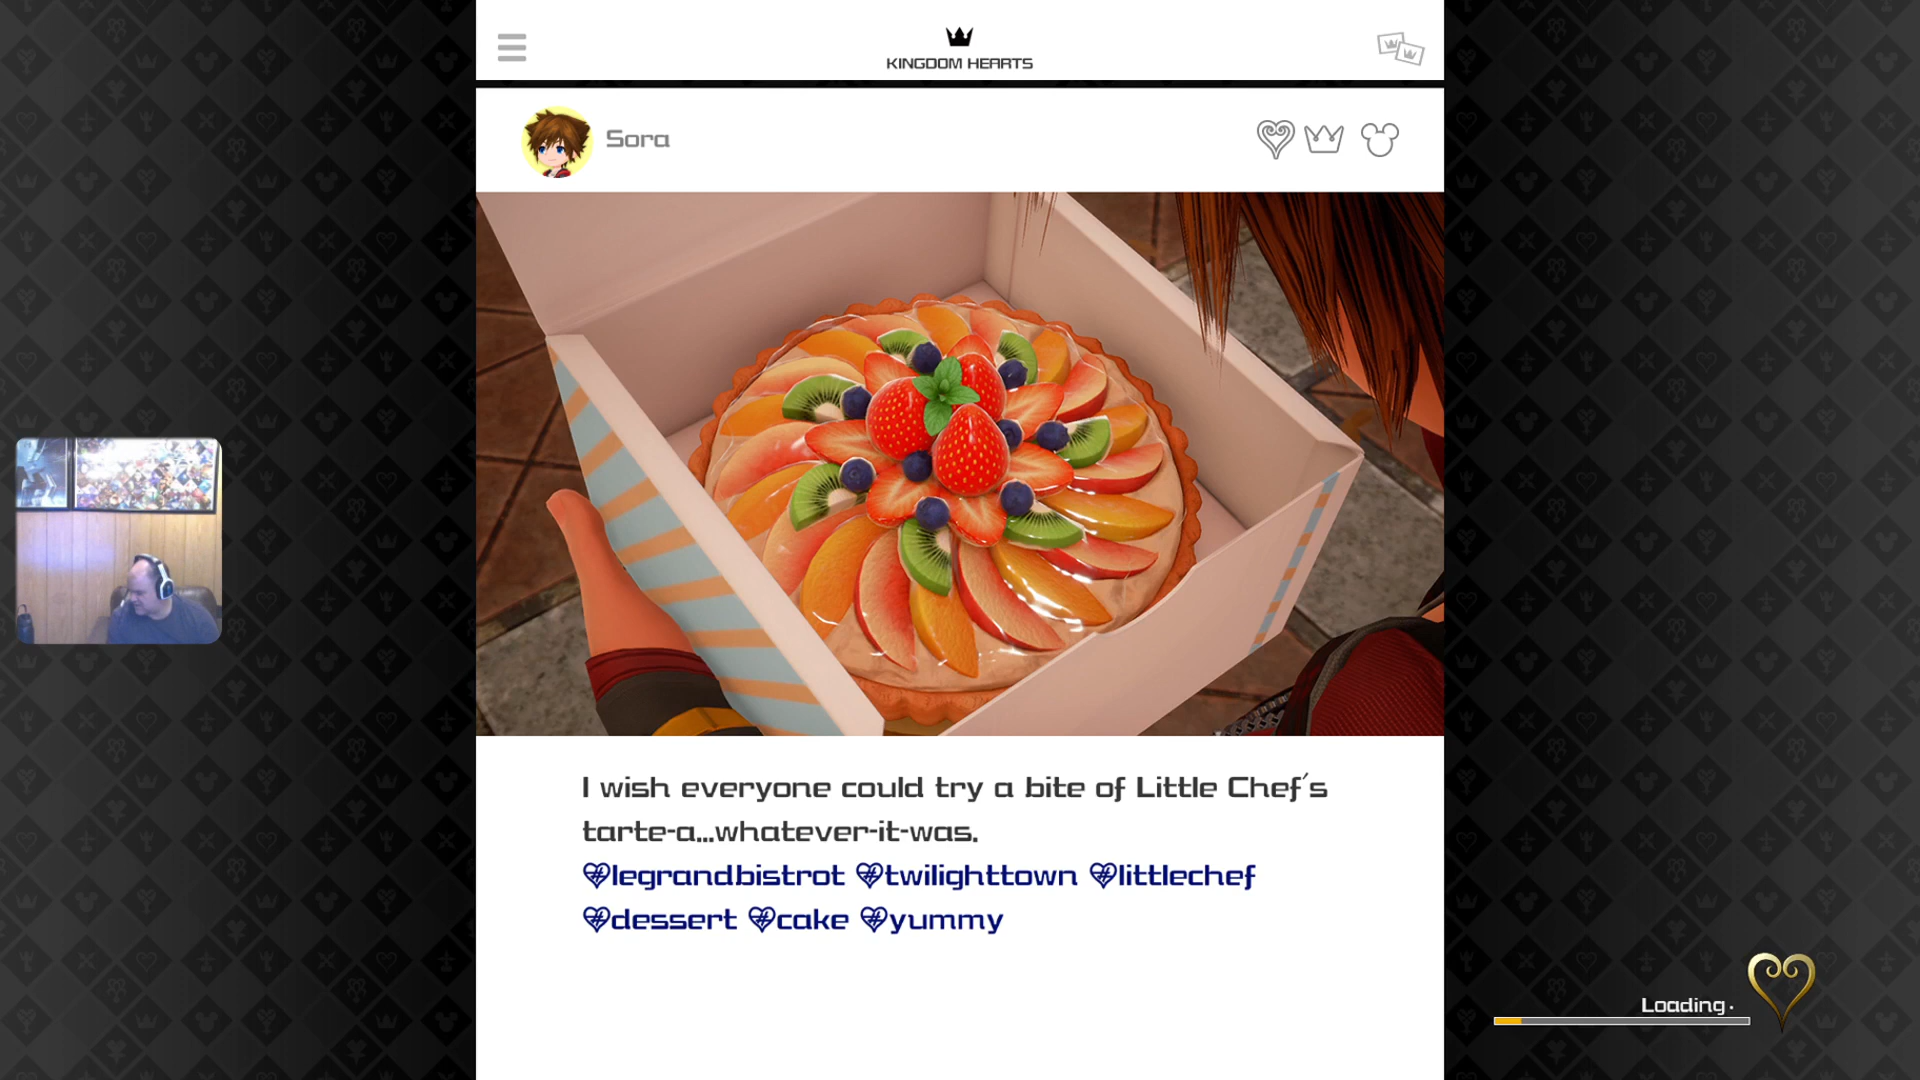 KINGDOM HEARTS
Sora
I wish everyone could try a bite of Little Chef's
tarte-a...whatever-it-was.
#legrandbistrot #twilighttown #littlechef
#dessert #cake #yummy
Loading.